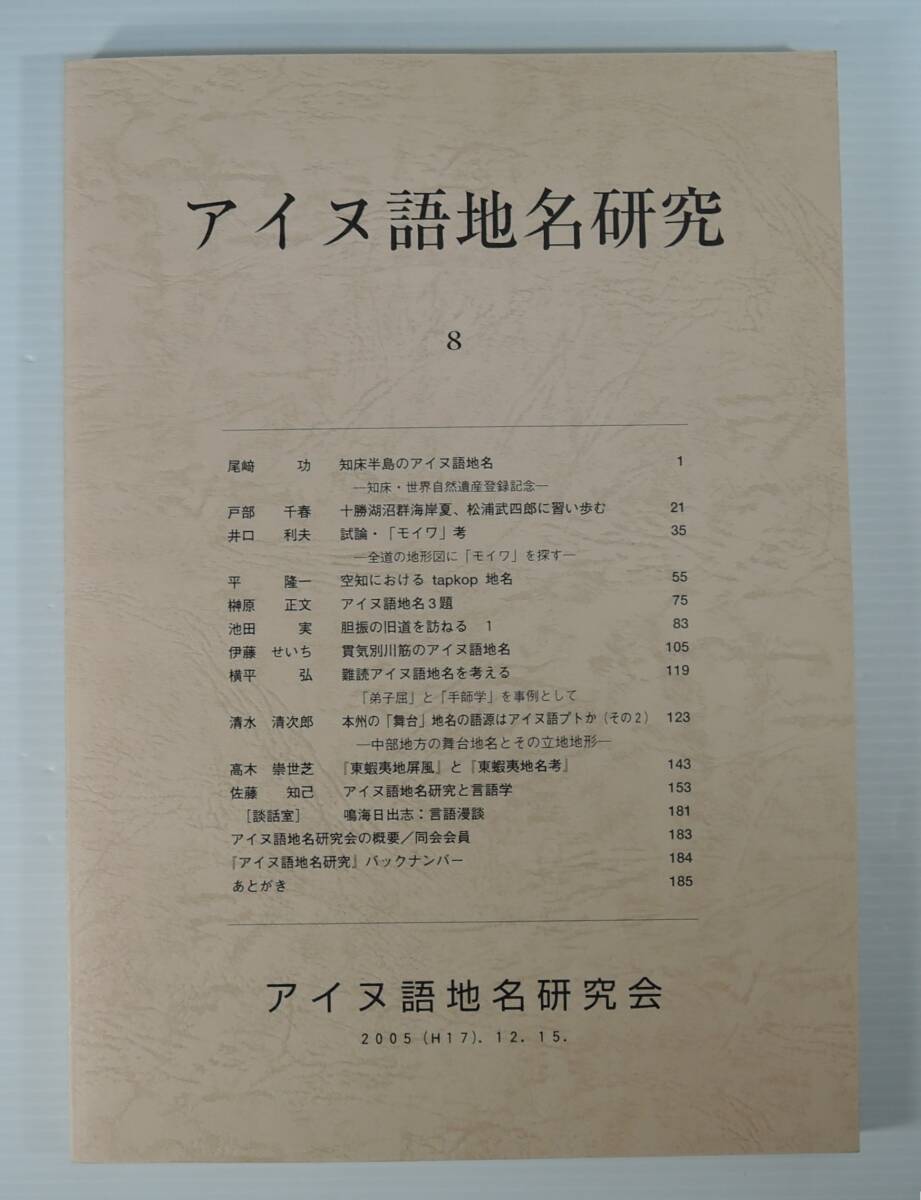 アイヌ語地名研究
8
尾﨑 功 知床半島のアイヌ語地名 1
―知床・世界自然遺産登録記念―
戸部 千春 十勝湖沼群海岸夏、松浦武四郎に習い歩む 21
井口 利夫 試論・「モイワ」考 35
―全道の地形図に「モイワ」を探す―
平 隆一 空知における tapkop 地名 55
榊原 正文 アイヌ語地名3題 75
池田 実 胆振の旧道を訪ねる 1 83
伊藤 せいち 貫気別川筋のアイヌ語地名 105
横平 弘 難読アイヌ語地名を考える 119
「弟子屈」と「手師学」を事例として
清水 清次郎 本州の「舞台」地名の語源はアイヌ語プトか(その2) 123
―中部地方の舞台地名とその立地地形―
高木 崇世芝 『東蝦夷地屏風』と『東蝦夷地名考』 143
佐藤 知己 アイヌ語地名研究と言語学 153
[談話室] 鳴海日出志:言語漫談 181
アイヌ語地名研究会の概要/同会会員 183
『アイヌ語地名研究』バックナンバー 184
あとがき 185
アイヌ語地名研究会
2005(H17).12.15.